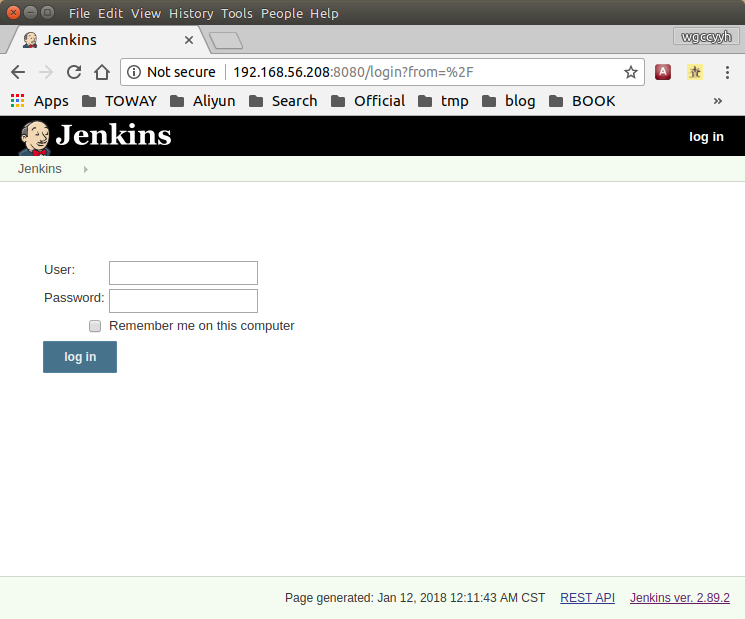 File Edit View History Tools People Help
Jenkins
wgccyyh
Not secure 192.168.56.208:8080/login?from=%2F
A
Apps TOWAY Aliyun Search Official tmp blog BOOK »
Jenkins log in
Jenkins
User:
Password:
Remember me on this computer
log in
Page generated: Jan 12, 2018 12:11:43 AM CST REST API Jenkins ver. 2.89.2